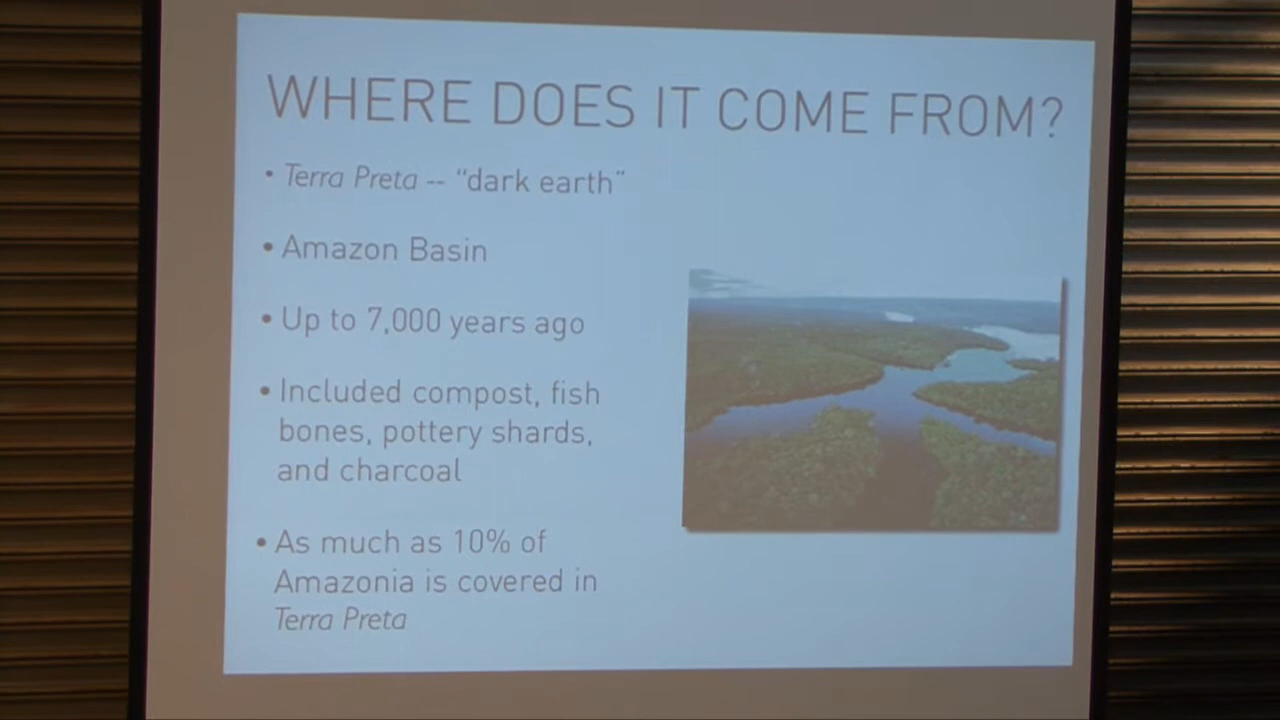 WHERE DOES IT COME FROM?
• Terra Preta -- “dark earth”
• Amazon Basin
• Up to 7,000 years ago
• Included compost, fish
bones, pottery shards,
and charcoal
• As much as 10% of
Amazonia is covered in
Terra Preta